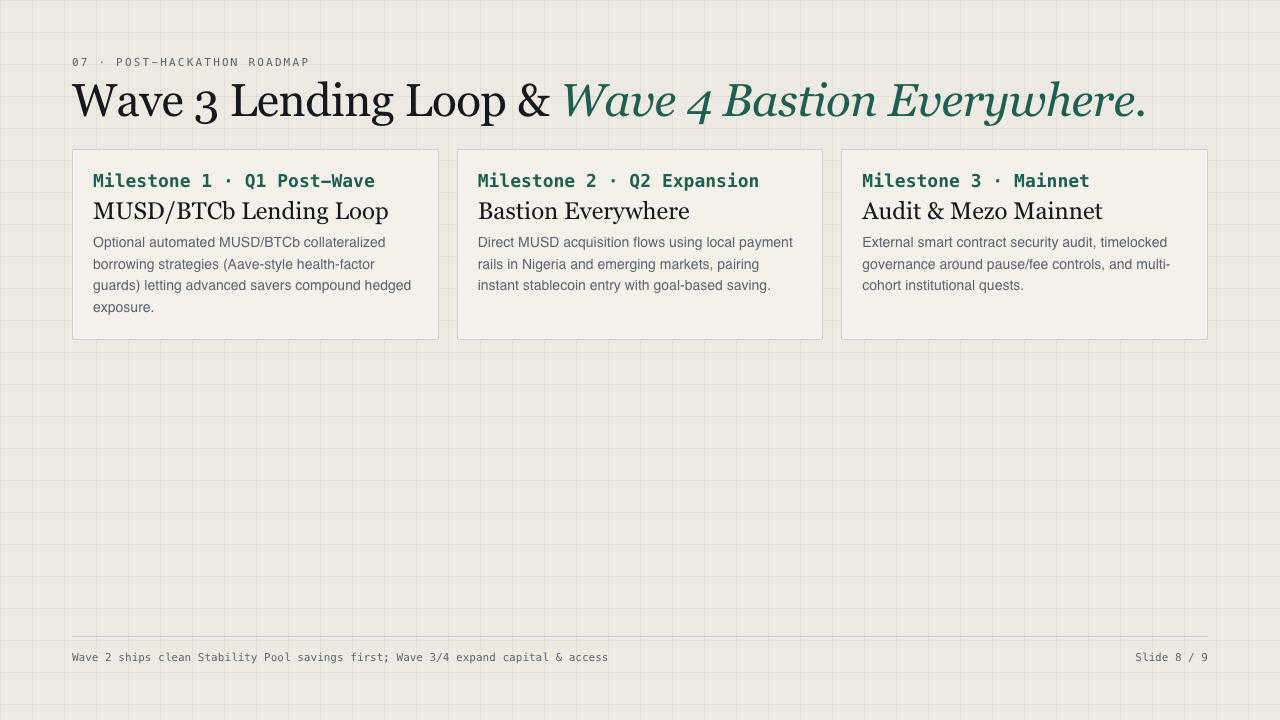 07 · POST–HACKATHON ROADMAP
Wave 3 Lending Loop & Wave 4 Bastion Everywhere.
Milestone 1 · Q1 Post–Wave
MUSD/BTCb Lending Loop
Optional automated MUSD/BTCb collateralized
borrowing strategies (Aave-style health-factor
guards) letting advanced savers compound hedged
exposure.
Milestone 2 · Q2 Expansion
Bastion Everywhere
Direct MUSD acquisition flows using local payment
rails in Nigeria and emerging markets, pairing
instant stablecoin entry with goal-based saving.
Milestone 3 · Mainnet
Audit & Mezo Mainnet
External smart contract security audit, timelocked
governance around pause/fee controls, and multi-
cohort institutional quests.
Wave 2 ships clean Stability Pool savings first; Wave 3/4 expand capital & access
Slide 8 / 9